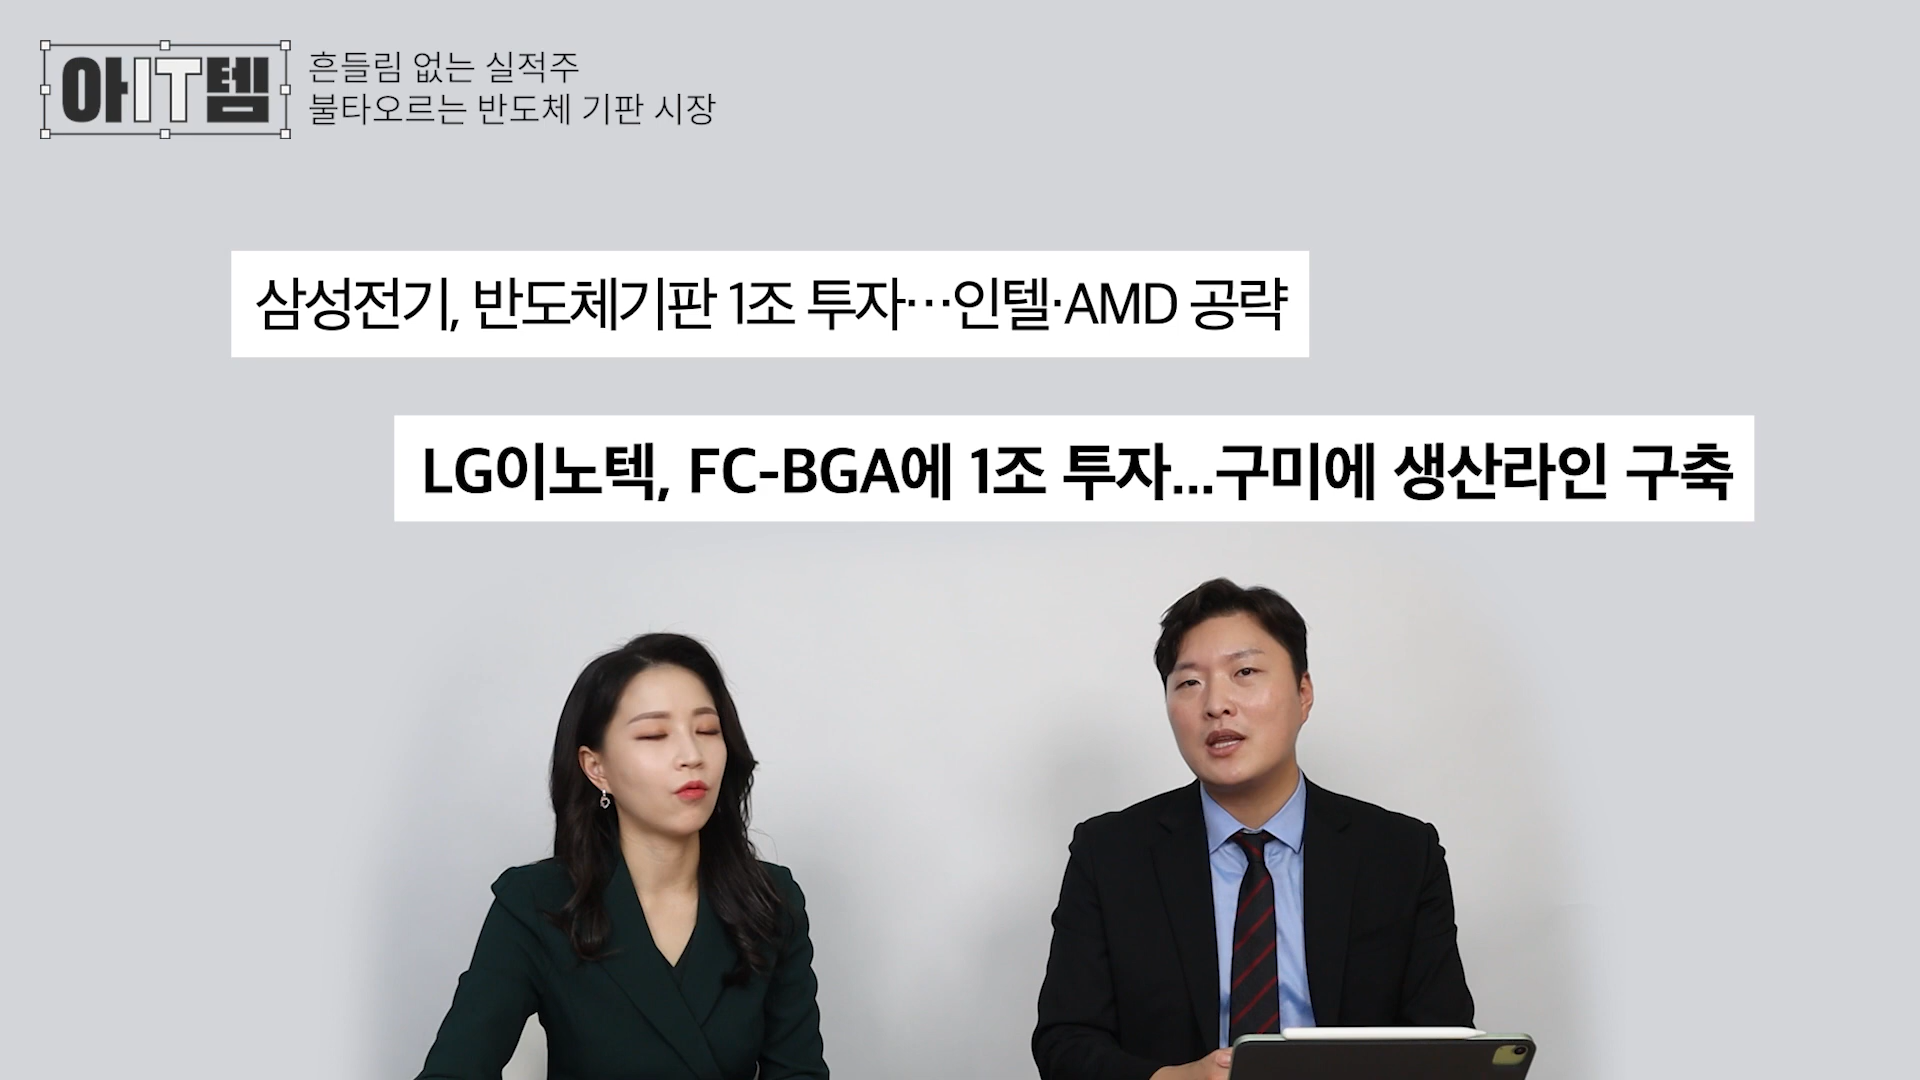 아IT템
흔들림 없는 실적주
불타오르는 반도체 기판 시장
삼성전기, 반도체기판 1조 투자…인텔·AMD 공략
LG이노텍, FC-BGA에 1조 투자...구미에 생산라인 구축